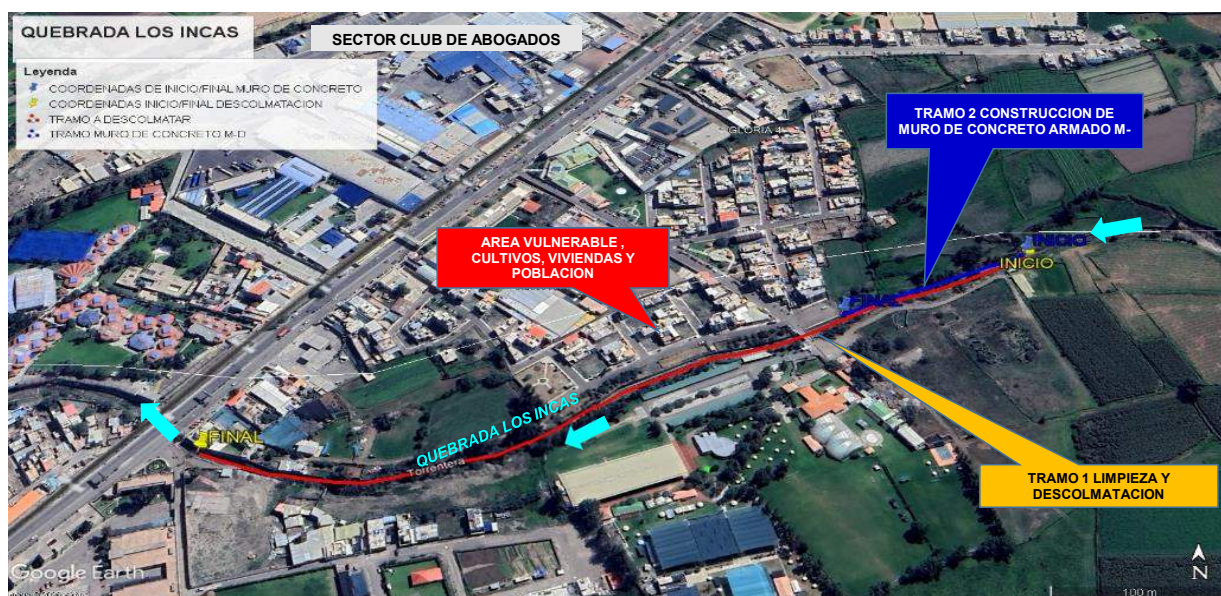 QUEBRADA LOS INCAS
SECTOR CLUB DE ABOGADOS
Leyenda
COORDENADAS DE INICIO/FINAL MURO DE CONCRETO
COORDENADAS INICIO/FINAL DESCOLMATACION
TRAMO A DESCOLMATAR
TRAMO MURO DE CONCRETO M-D
TRAMO 2 CONSTRUCCION DE
MURO DE CONCRETO ARMADO M-
GLORIA 4
AREA VULNERABLE ,
CULTIVOS, VIVIENDAS Y
POBLACION
INICIO
INICIO
FINAL
QUEBRADA LOS INCAS
Torrentera
FINAL
TRAMO 1 LIMPIEZA Y
DESCOLMATACION
Google Earth
N
100 m